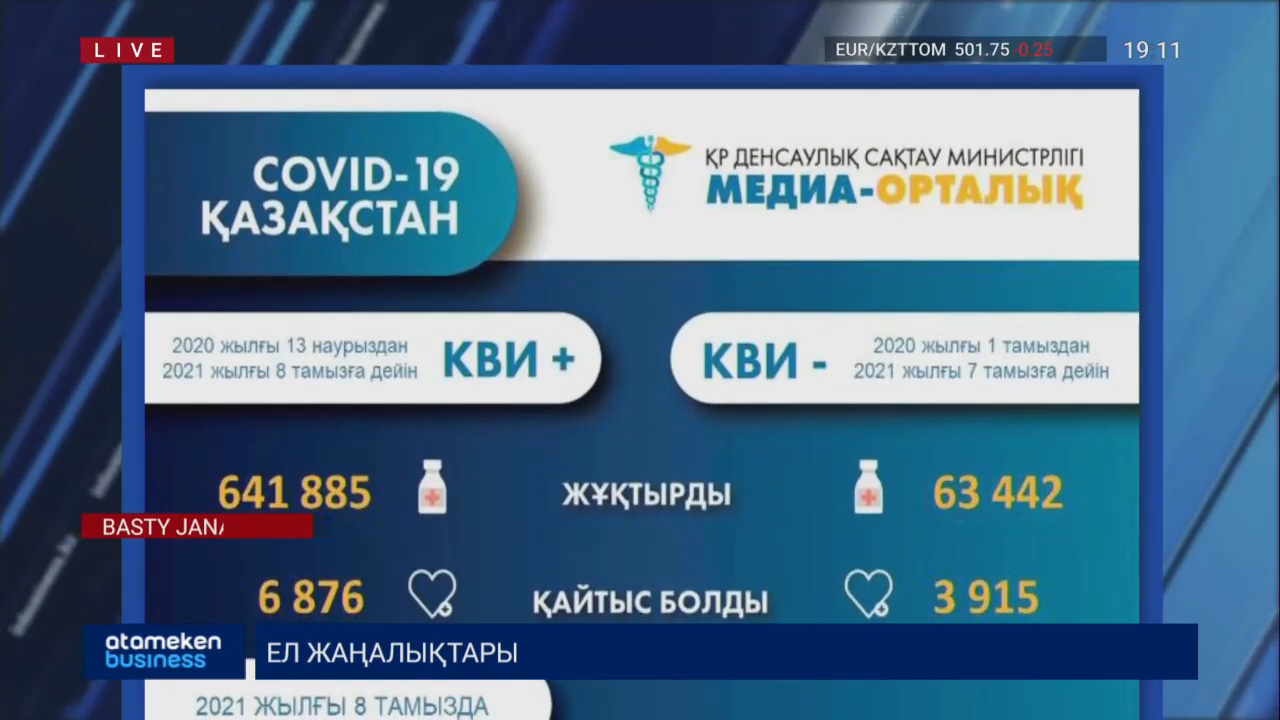 LIVE
EUR/KZTTOM 501.75 -0.25
19:11
COVID-19
ҚАЗАҚСТАН
ҚР ДЕНСАУЛЫҚ САҚТАУ МИНИСТРЛІГІ
МЕДИА-ОРТАЛЫҚ
2020 жылғы 13 наурыздан
2021 жылғы 8 тамызға дейін
КВИ +
КВИ -
2020 жылғы 1 тамыздан
2021 жылғы 7 тамызға дейін
641 885 ЖҰҚТЫРДЫ 63 442
BASTY JAŃA
6 876 ҚАЙТЫС БОЛДЫ 3 915
atameken
business
ЕЛ ЖАҢАЛЫҚТАРЫ
2021 ЖЫЛҒЫ 8 ТАМЫЗДА